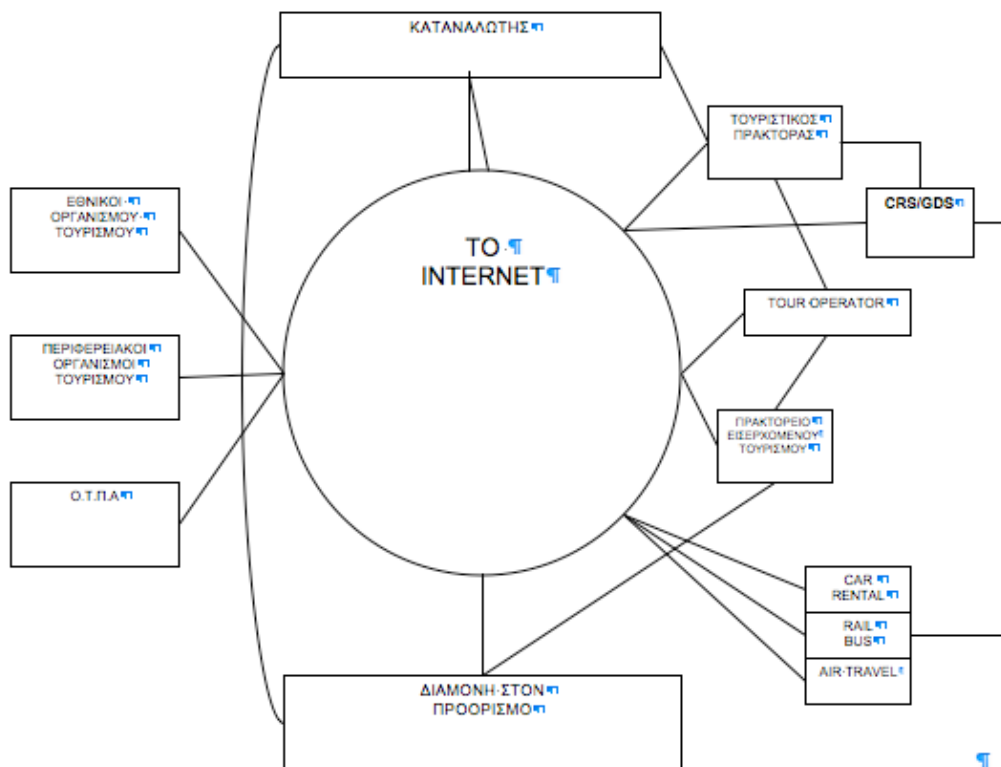 ΚΑΤΑΝΑΛΩΤΗΣ
ΤΟΥΡΙΣΤΙΚΟΣ
ΠΡΑΚΤΟΡΑΣ
ΕΘΝΙΚΟΙ
ΟΡΓΑΝΙΣΜΟΥ
ΤΟΥΡΙΣΜΟΥ
CRS/GDS
ΤΟ
INTERNET
TOUR OPERATOR
ΠΕΡΙΦΕΡΕΙΑΚΟΙ
ΟΡΓΑΝΙΣΜΟΙ
ΤΟΥΡΙΣΜΟΥ
ΠΡΑΚΤΟΡΕΙΟ
ΕΙΣΕΡΧΟΜΕΝΟΥ
ΤΟΥΡΙΣΜΟΥ
Ο.Τ.Π.Α
CAR
RENTAL
RAIL
BUS
AIR TRAVEL
ΔΙΑΜΟΝΗ ΣΤΟΝ
ΠΡΟΟΡΙΣΜΟ